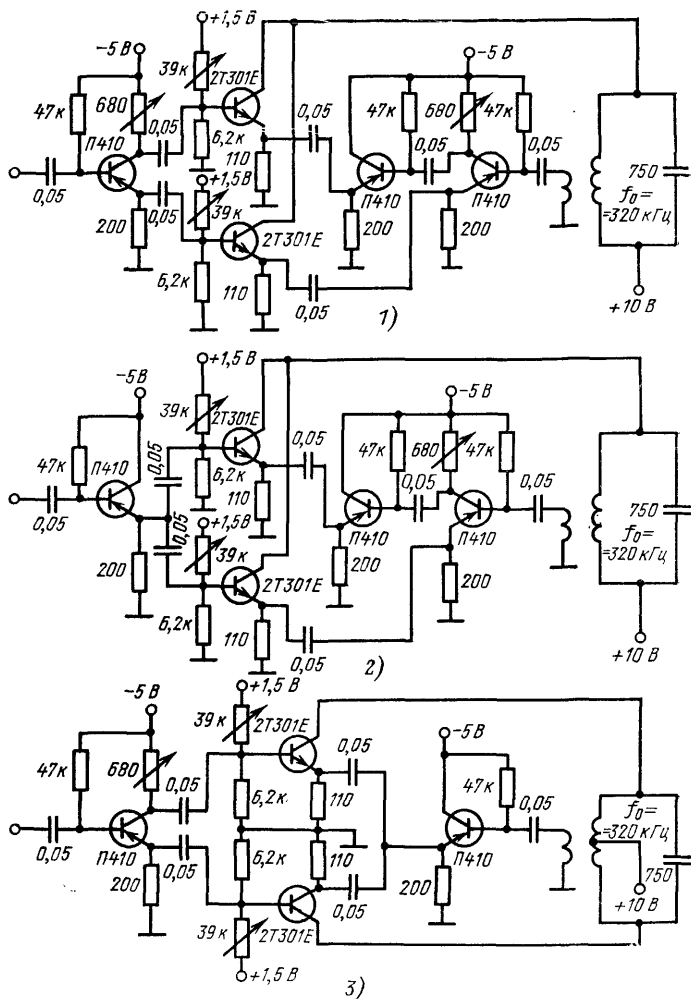 +1,5 В
−5 В
−5 В
39к
2Т301Е
47к
680
0,05
0,05
47к
680
47к
П410
0,05
0,05
6,2к
110
750
f₀=
=320 кГц
+1,5В
0,05
0,05
39к
П410
П410
200
2Т301Е
200
200
6,2к
110
0,05
+10 В
1)
+1,5 В
−5 В
−5 В
39к
2Т301Е
47к
П410
0,05
0,05
47к
680
47к
6,2к
0,05
0,05
750
110
0,05
+1,5В
f₀=
=320 кГц
0,05
39к
П410
П410
200
2Т301Е
200
200
6,2к
110
0,05
+10 В
2)
+1,5 В
−5 В
39к
2Т301Е
−5 В
47к
680
0,05
0,05
47к
6,2к
110
0,05
f₀=
=320 кГц
0,05
П410
0,05
6,2к
110
П410
750
200
0,05
200
+10 В
39к
2Т301Е
+1,5 В
3)